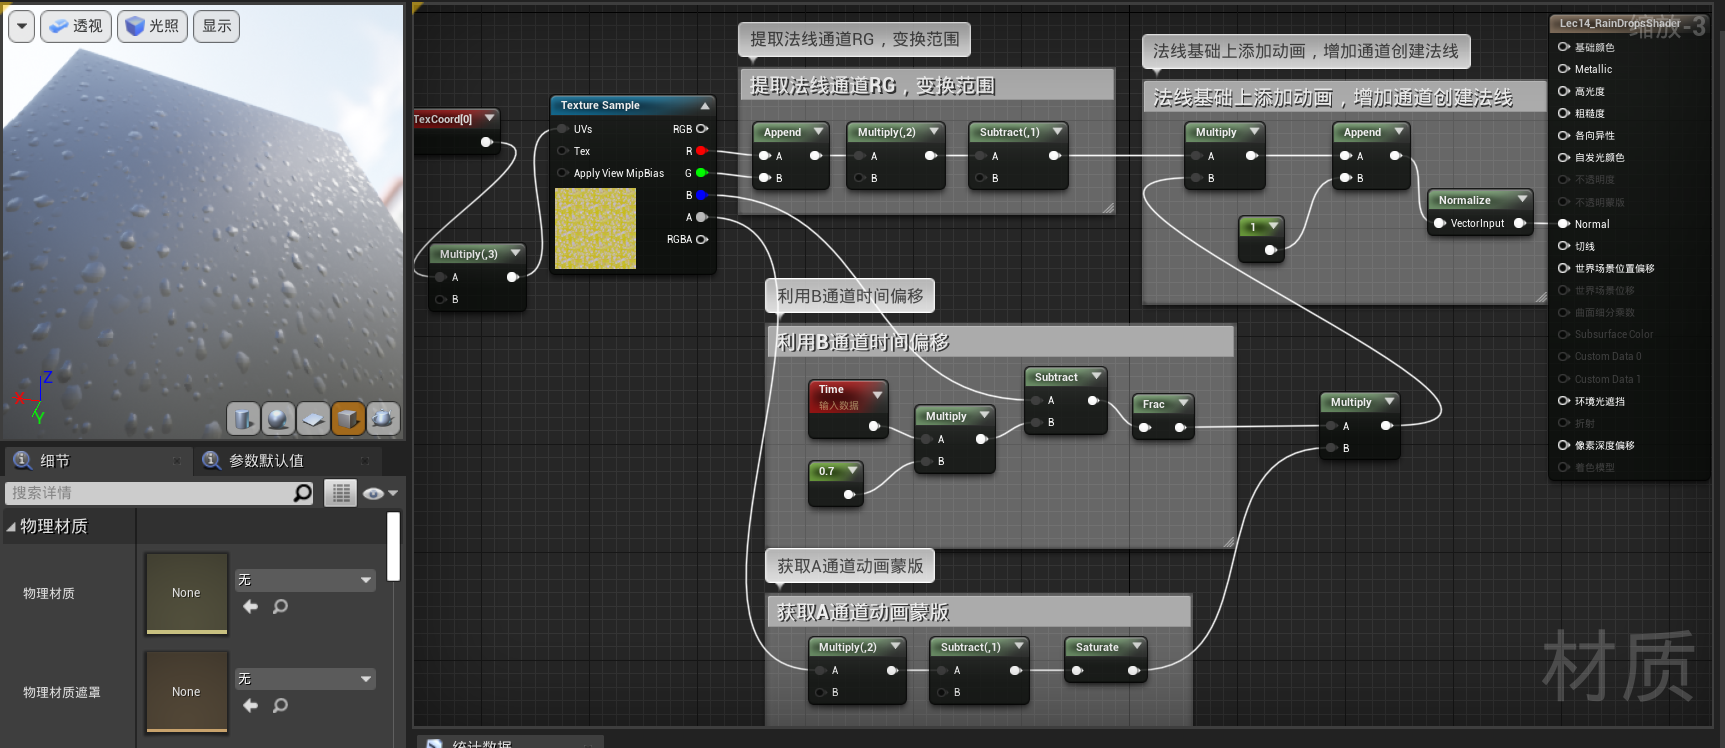 透视
光照
显示
TexCoord[0]
Multiply(,3)
A
B
Texture Sample
UVs
RGB
Tex
R
Apply View MipBias
G
B
A
RGBA
提取法线通道RG，变换范围
提取法线通道RG，变换范围
Append
A
B
Multiply(,2)
A
B
Subtract(,1)
A
B
法线基础上添加动画，增加通道创建法线
法线基础上添加动画，增加通道创建法线
Multiply
A
B
Append
A
B
1
Normalize
VectorInput
利用B通道时间偏移
利用B通道时间偏移
Time
输入数据
0.7
Multiply
A
B
Subtract
A
B
Frac
Multiply
A
B
获取A通道动画蒙版
获取A通道动画蒙版
Multiply(,2)
A
B
Subtract(,1)
A
B
Saturate
Lec14_RainDropsShader
缩放-3
基础颜色
Metallic
高光度
粗糙度
各向异性
自发光颜色
不透明度
不透明蒙版
Normal
切线
世界场景位置偏移
世界场景位移
曲面细分乘数
Subsurface Color
Custom Data 0
Custom Data 1
环境光遮挡
折射
像素深度偏移
着色模型
材质
Z
X
Y
细节
参数默认值
搜索详情
物理材质
物理材质
None
无
物理材质遮罩
None
无
统计数据